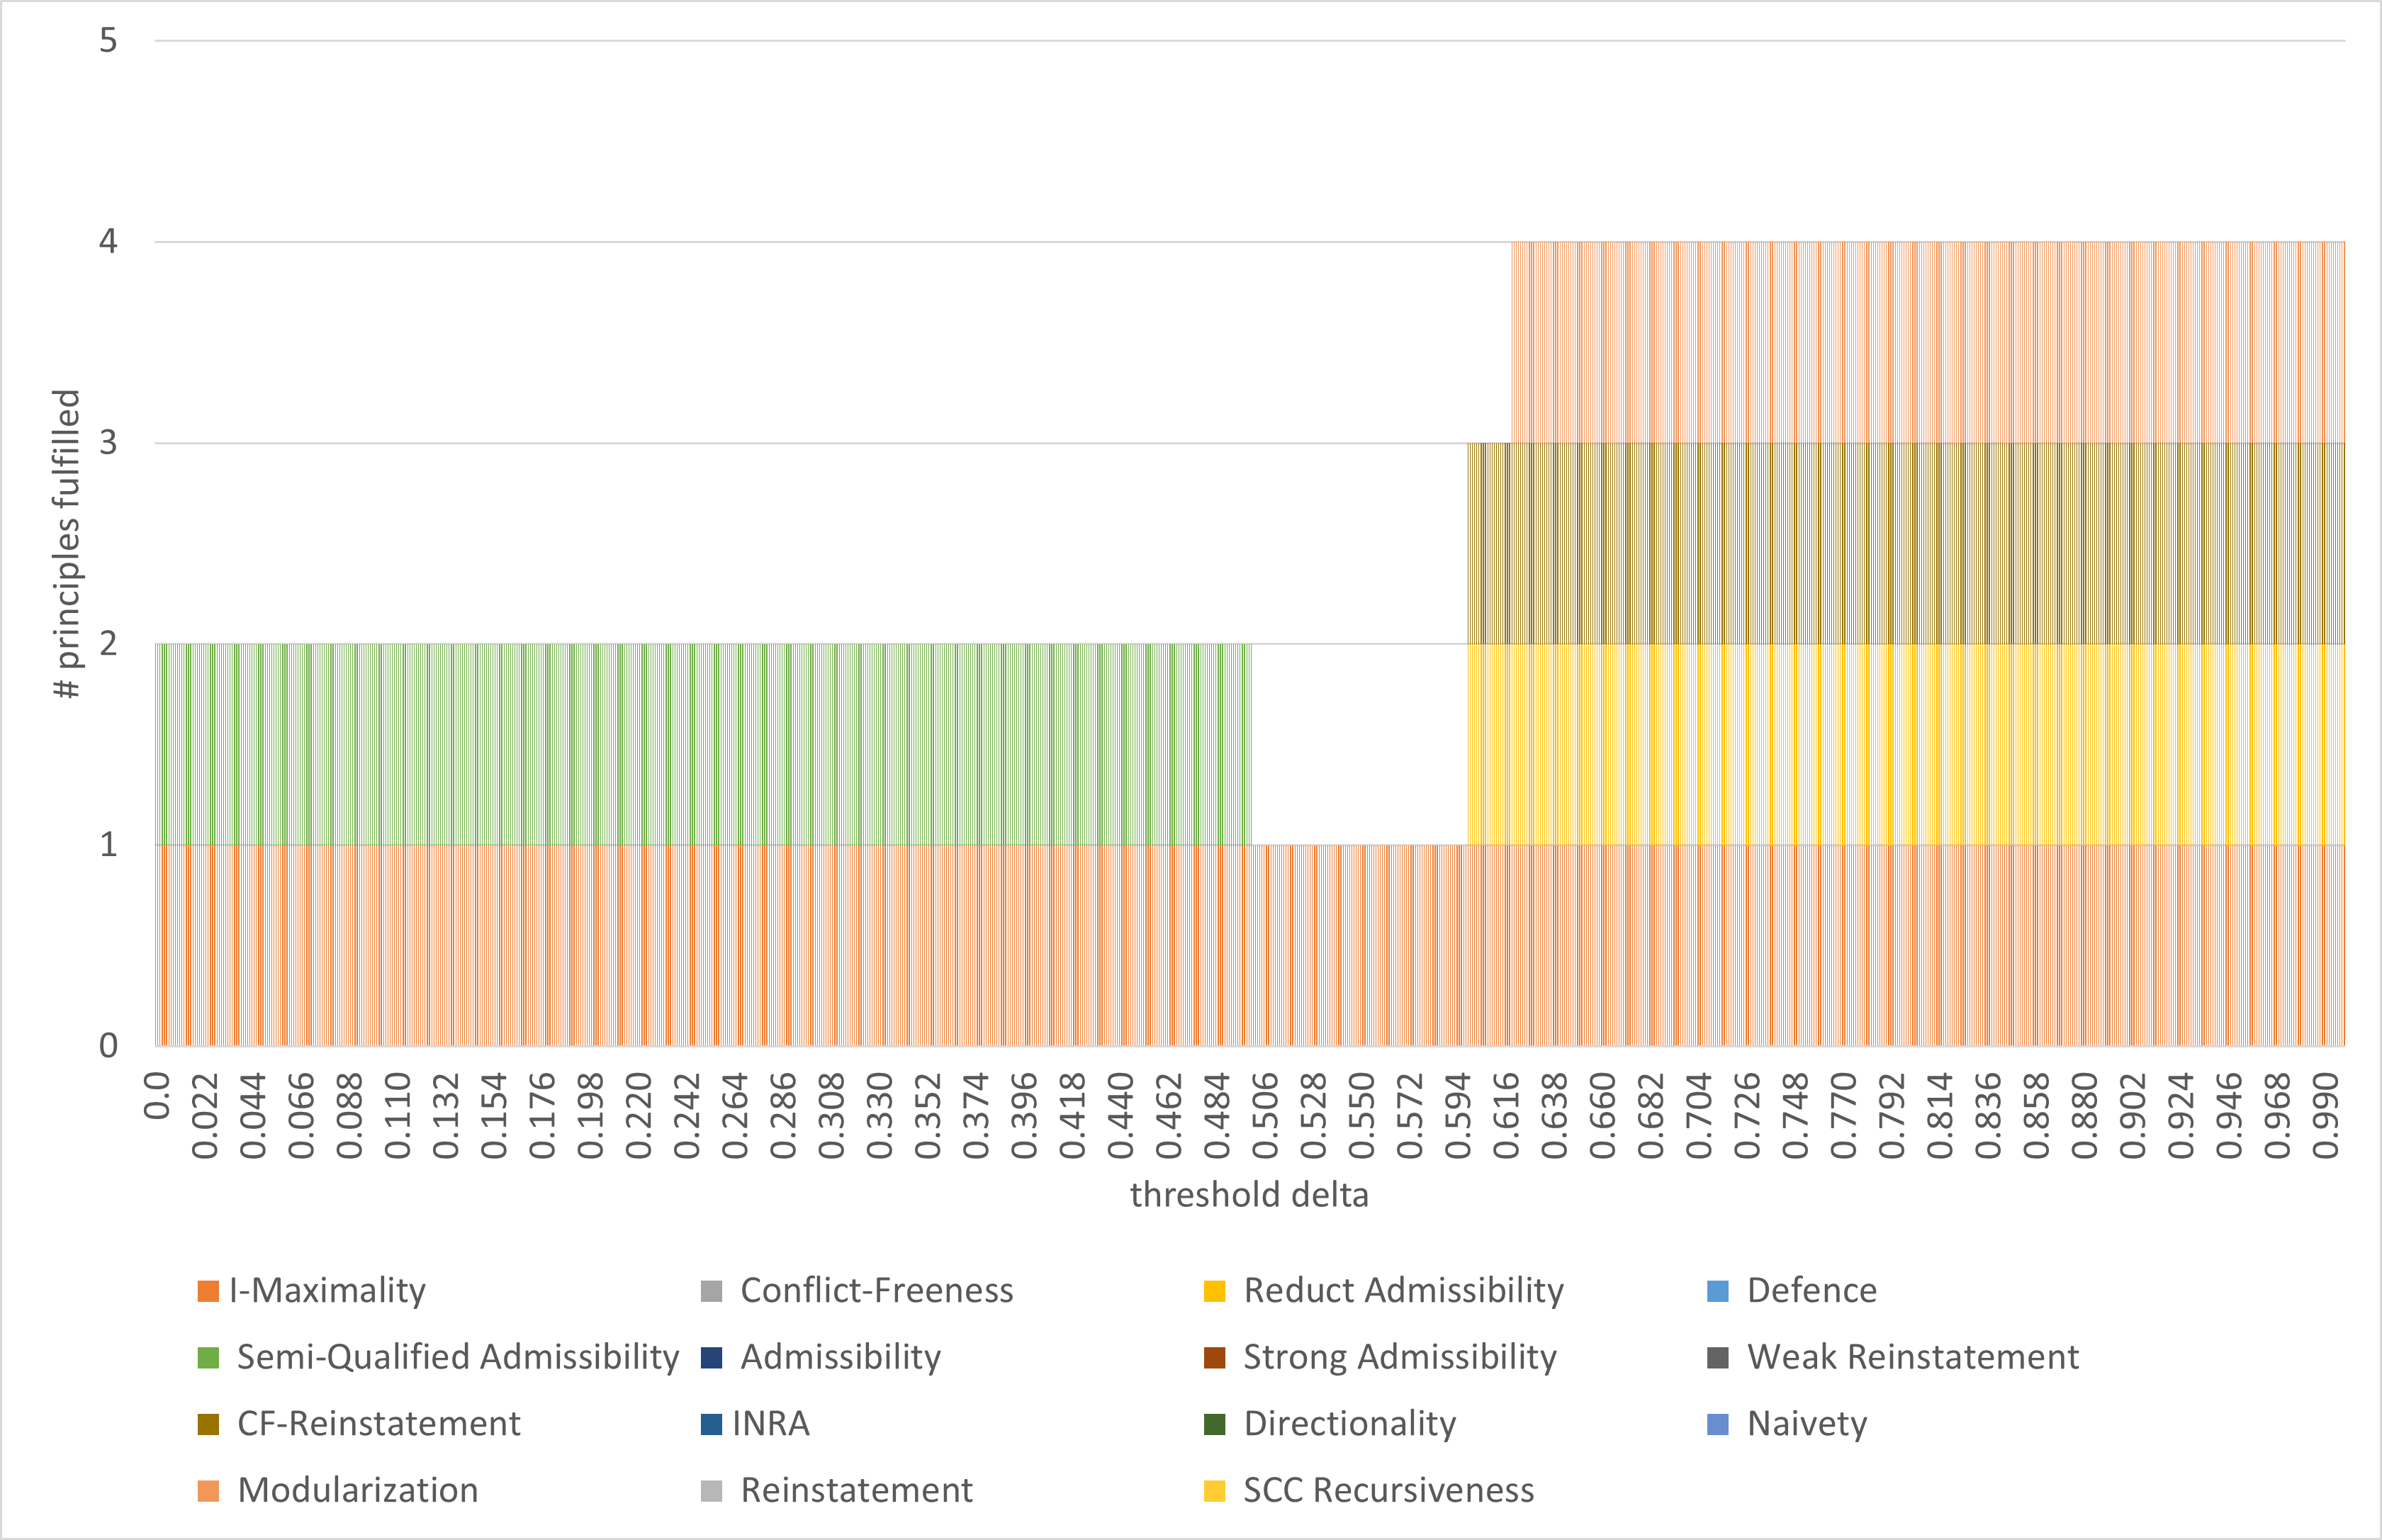 5
4
3
2
1
0
# principles fulfilled
0.0 0.022 0.044 0.066 0.088 0.110 0.132 0.154 0.176 0.198 0.220 0.242 0.264 0.286 0.308 0.330 0.352 0.374 0.396 0.418 0.440 0.462 0.484 0.506 0.528 0.550 0.572 0.594 0.616 0.638 0.660 0.682 0.704 0.726 0.748 0.770 0.792 0.814 0.836 0.858 0.880 0.902 0.924 0.946 0.968 0.990
threshold delta
I-Maximality Conflict-Freeness Reduct Admissibility Defence
Semi-Qualified Admissibility Admissibility Strong Admissibility Weak Reinstatement
CF-Reinstatement INRA Directionality Naivety
Modularization Reinstatement SCC Recursiveness